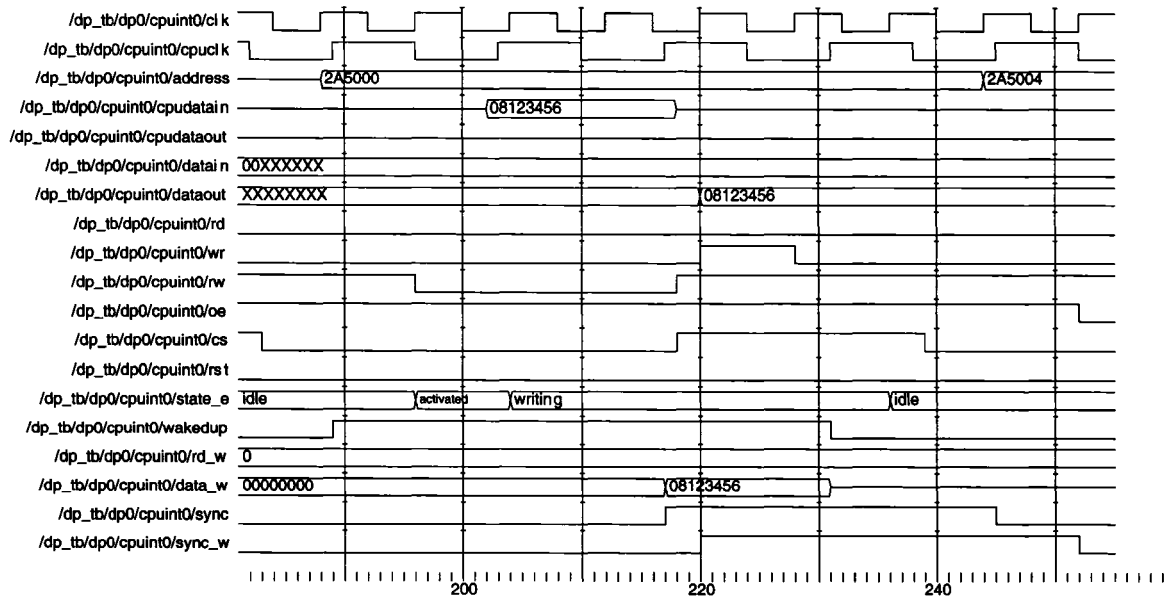 /dp_tb/dp0/cpuint0/clk
/dp_tb/dp0/cpuint0/cpuclk
/dp_tb/dp0/cpuint0/address 2A5000 2A5004
/dp_tb/dp0/cpuint0/cpudatain 08123456
/dp_tb/dp0/cpuint0/cpudataout
/dp_tb/dp0/cpuint0/datain 00XXXXXX
/dp_tb/dp0/cpuint0/dataout XXXXXXXX 08123456
/dp_tb/dp0/cpuint0/rd
/dp_tb/dp0/cpuint0/wr
/dp_tb/dp0/cpuint0/rw
/dp_tb/dp0/cpuint0/oe
/dp_tb/dp0/cpuint0/cs
/dp_tb/dp0/cpuint0/rst
/dp_tb/dp0/cpuint0/state_e idle activated writing idle
/dp_tb/dp0/cpuint0/wakedup
/dp_tb/dp0/cpuint0/rd_w 0
/dp_tb/dp0/cpuint0/data_w 00000000 08123456
/dp_tb/dp0/cpuint0/sync
/dp_tb/dp0/cpuint0/sync_w
200 220 240